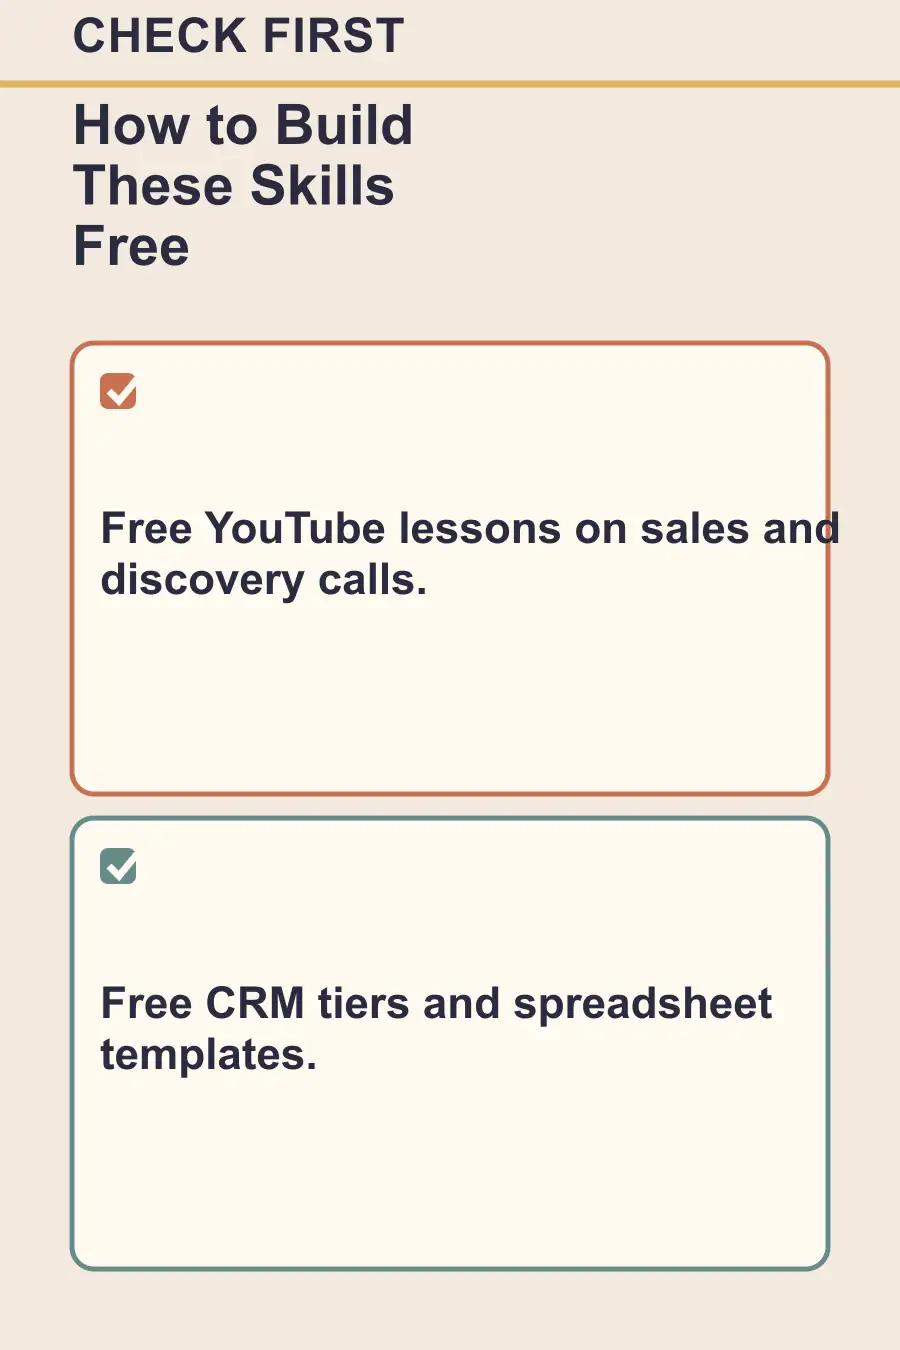 CHECK FIRST
How to Build
These Skills
Free
Free YouTube lessons on sales and
discovery calls.
Free CRM tiers and spreadsheet
templates.